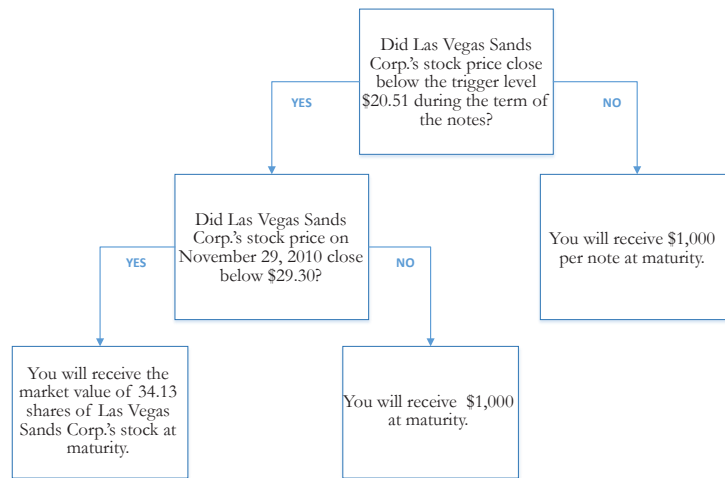 Did Las Vegas Sands
Corp.'s stock price close
below the trigger level
$20.51 during the term of
the notes?
YES
NO
Did Las Vegas Sands
Corp.'s stock price on
November 29, 2010 close
below $29.30?
You will receive $1,000
per note at maturity.
YES
NO
You will receive the
market value of 34.13
shares of Las Vegas
Sands Corp.'s stock at
maturity.
You will receive $1,000
at maturity.